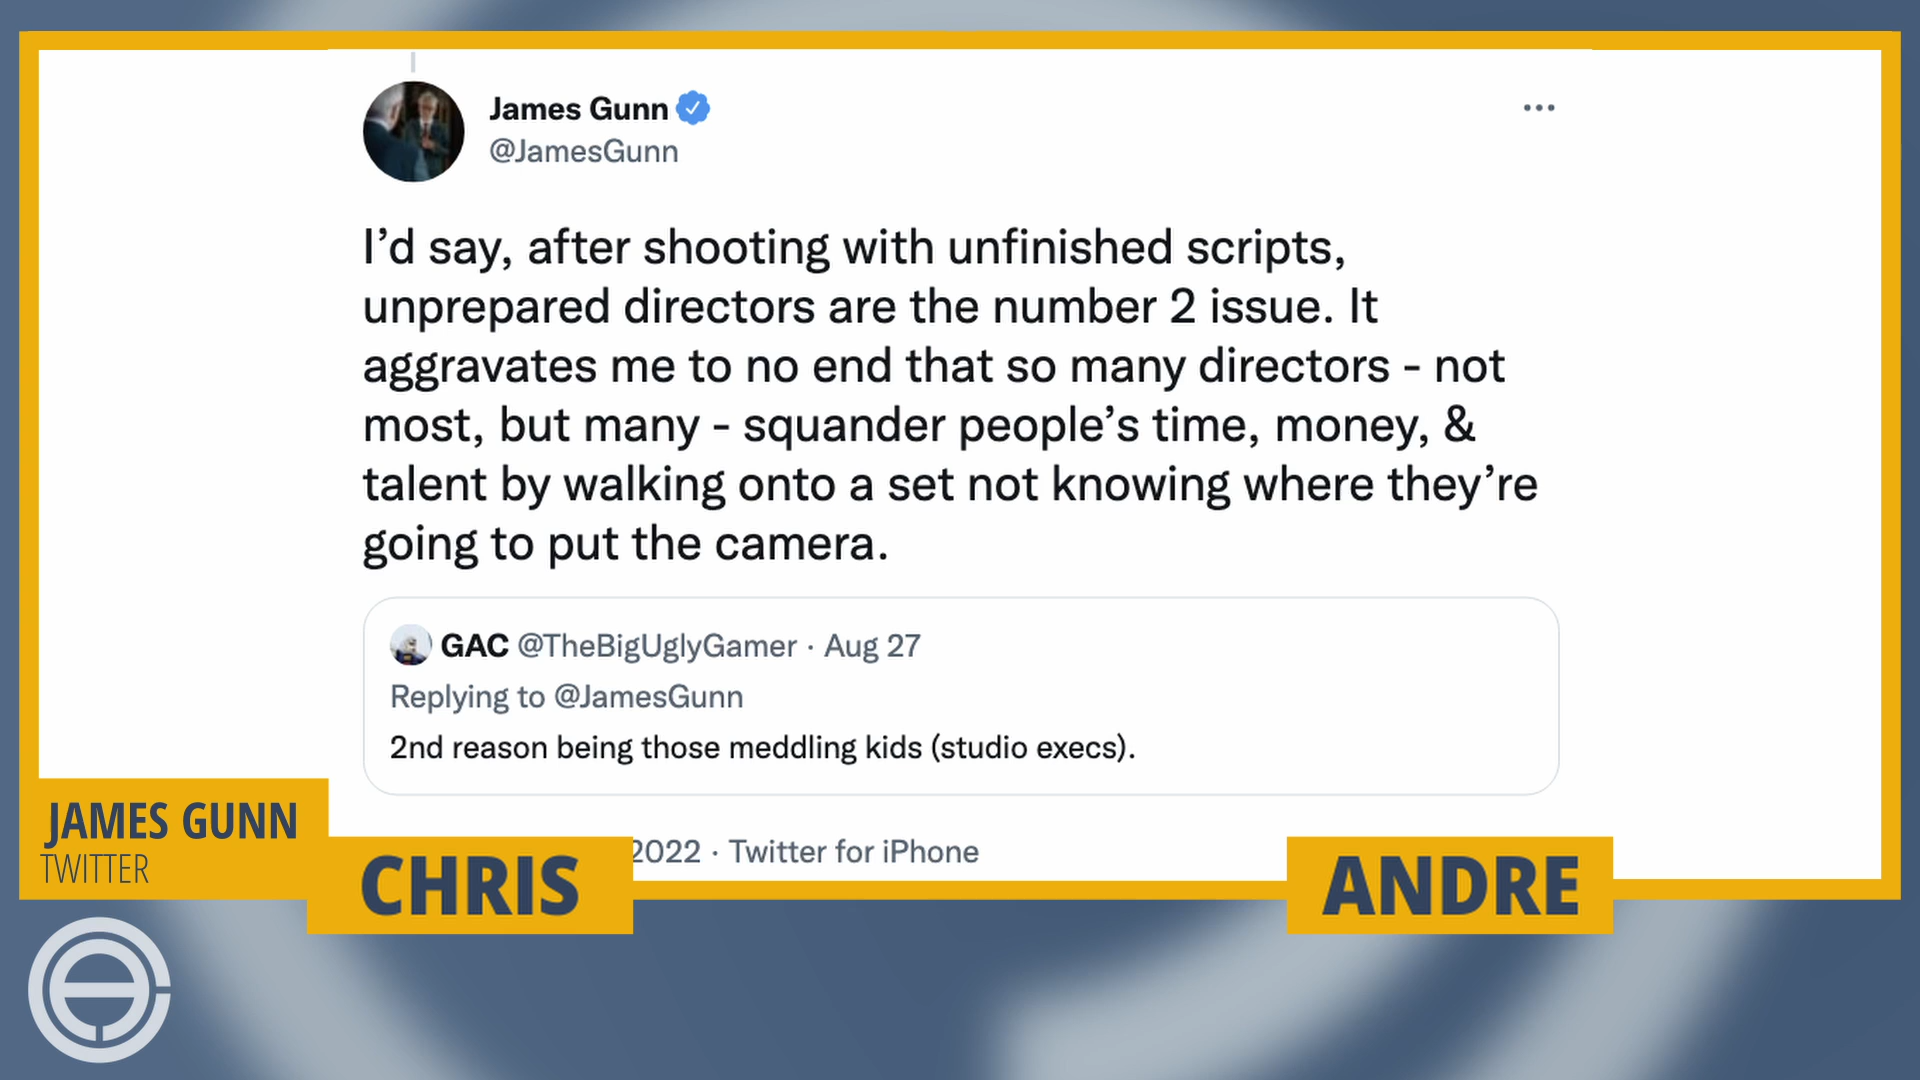 James Gunn
@JamesGunn
I’d say, after shooting with unfinished scripts,
unprepared directors are the number 2 issue. It
aggravates me to no end that so many directors - not
most, but many - squander people’s time, money, &
talent by walking onto a set not knowing where they’re
going to put the camera.
GAC @TheBigUglyGamer · Aug 27
Replying to @JamesGunn
2nd reason being those meddling kids (studio execs).
2022 · Twitter for iPhone
JAMES GUNN
TWITTER
CHRIS
ANDRE